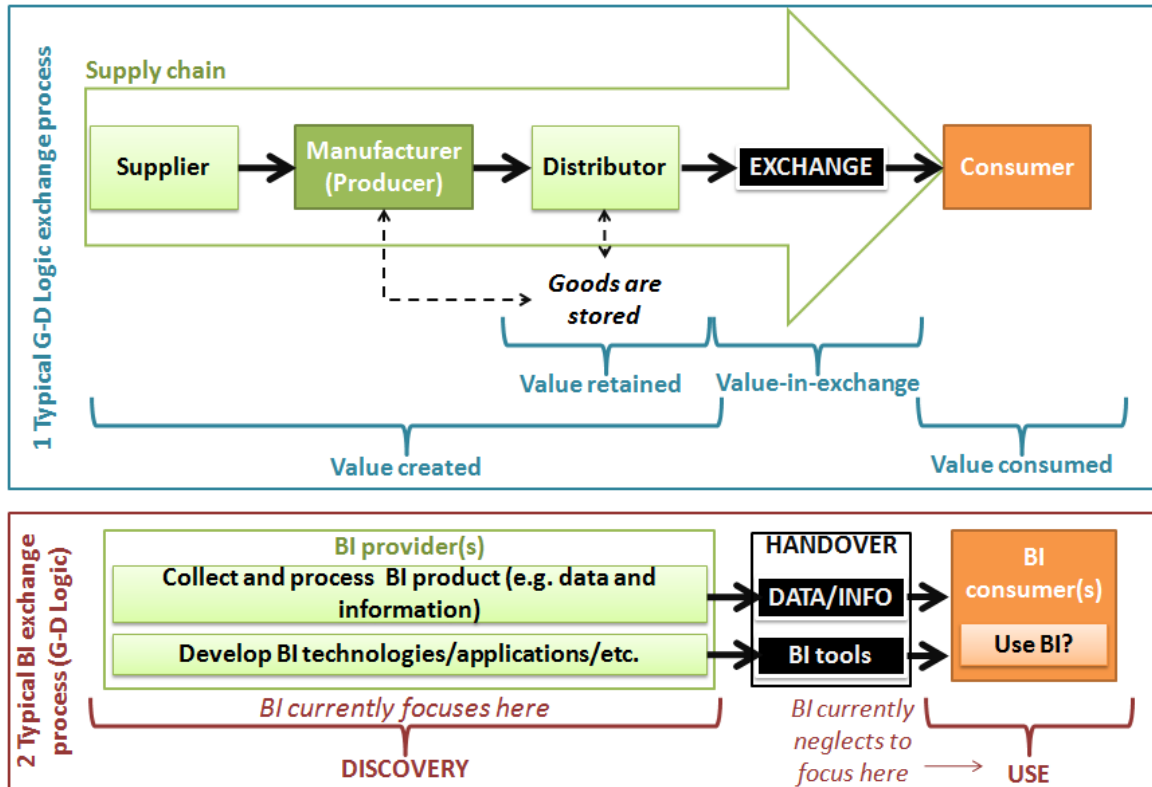 1 Typical G-D Logic exchange process
Supply chain
Supplier
Manufacturer
(Producer)
Distributor
EXCHANGE
Consumer
Goods are
stored
Value retained
Value-in-exchange
Value created
Value consumed
2 Typical BI exchange
process (G-D Logic)
BI provider(s)
Collect and process BI product (e.g. data and
information)
Develop BI technologies/applications/etc.
HANDOVER
DATA/INFO
BI tools
BI
consumer(s)
Use BI?
BI currently focuses here
DISCOVERY
BI currently
neglects to
focus here
USE